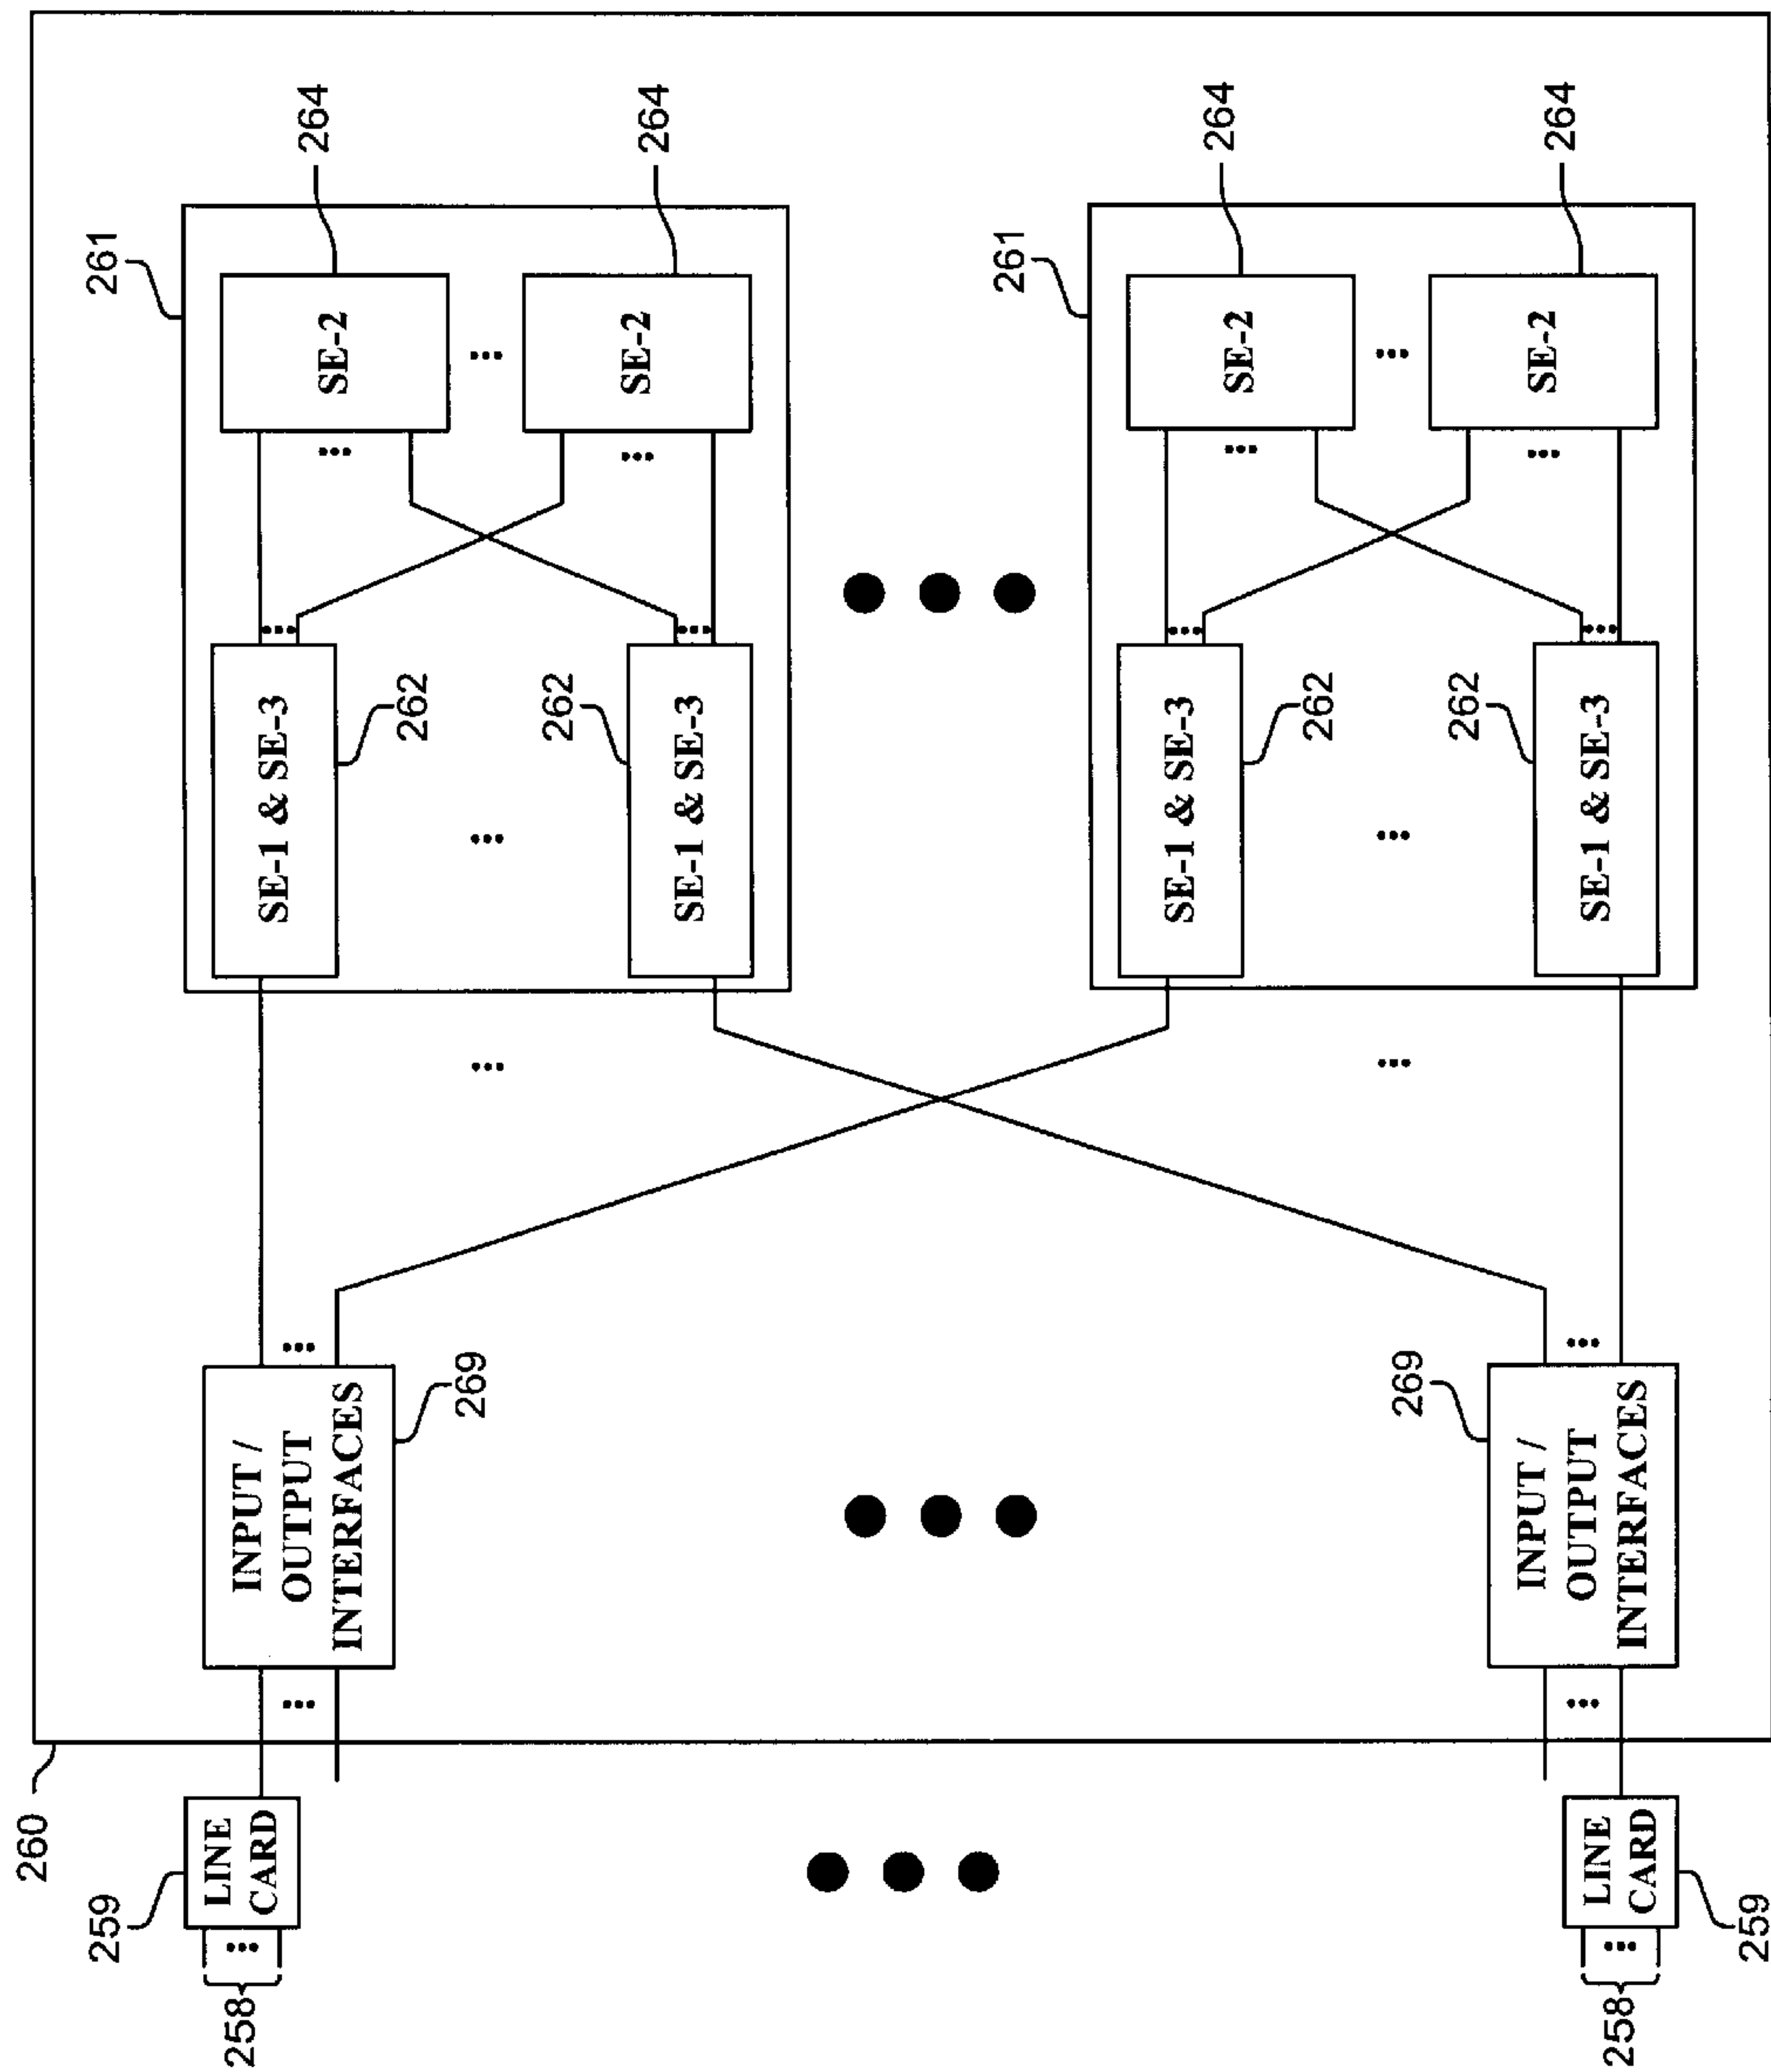 260
259
261
264
258
LINE
CARD
INPUT /
OUTPUT
INTERFACES
269
SE-1 & SE-3
262
SE-2
264
262
SE-1 & SE-3
SE-2
261
264
SE-1 & SE-3
262
SE-2
264
269
262
SE-1 & SE-3
SE-2
INPUT /
OUTPUT
INTERFACES
258
LINE
CARD
259